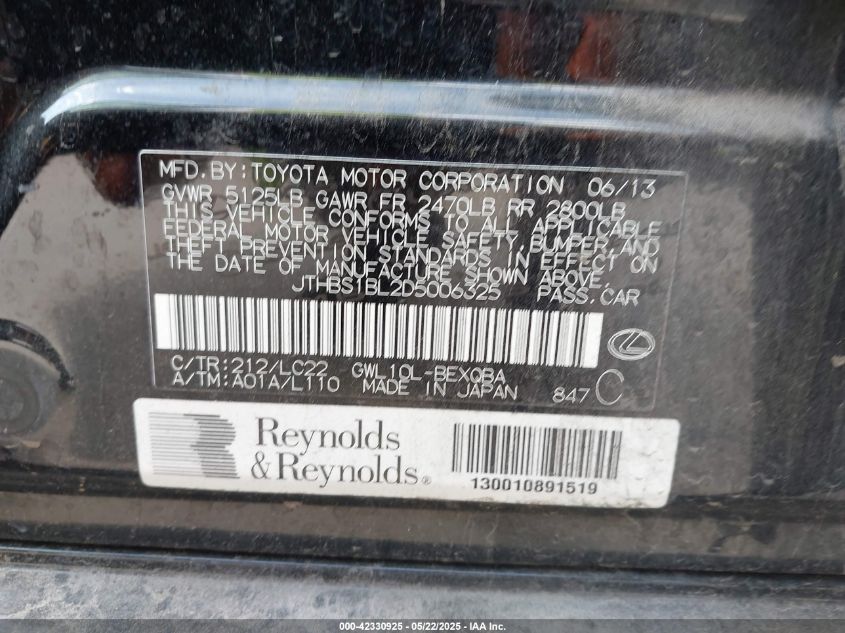 MFD.BY:TOYOTA MOTOR CORPORATION 06/13
GVWR 5125LB GAWR FR 2470LB RR 2800LB
THIS VEHICLE CONFORMS TO ALL APPLICABLE
FEDERAL MOTOR VEHICLE SAFETY,BUMPER,AND
THEFT PREVENTION STANDARDS IN EFFECT ON
THE DATE OF MANUFACTURE SHOWN ABOVE.
JTHBS1BL2D5006325 PASS.CAR
C/TR:212/LC22 GWL10L-BEXQBA
A/TM:A01A/L110 MADE IN JAPAN 847 C
Reynolds
& Reynolds®
130010891519
000-42330925 - 05/22/2025 - IAA Inc.